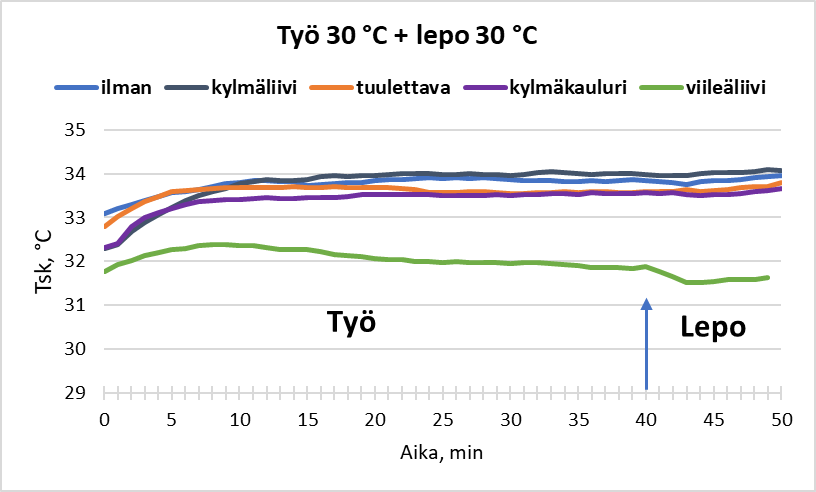 Työ 30 °C + lepo 30 °C
ilman kylmäliivi tuulettava kylmäkauluri viileäliivi
35
34
33
32
31
30
29
Tsk, °C
Työ
Lepo
0 5 10 15 20 25 30 35 40 45 50
Aika, min